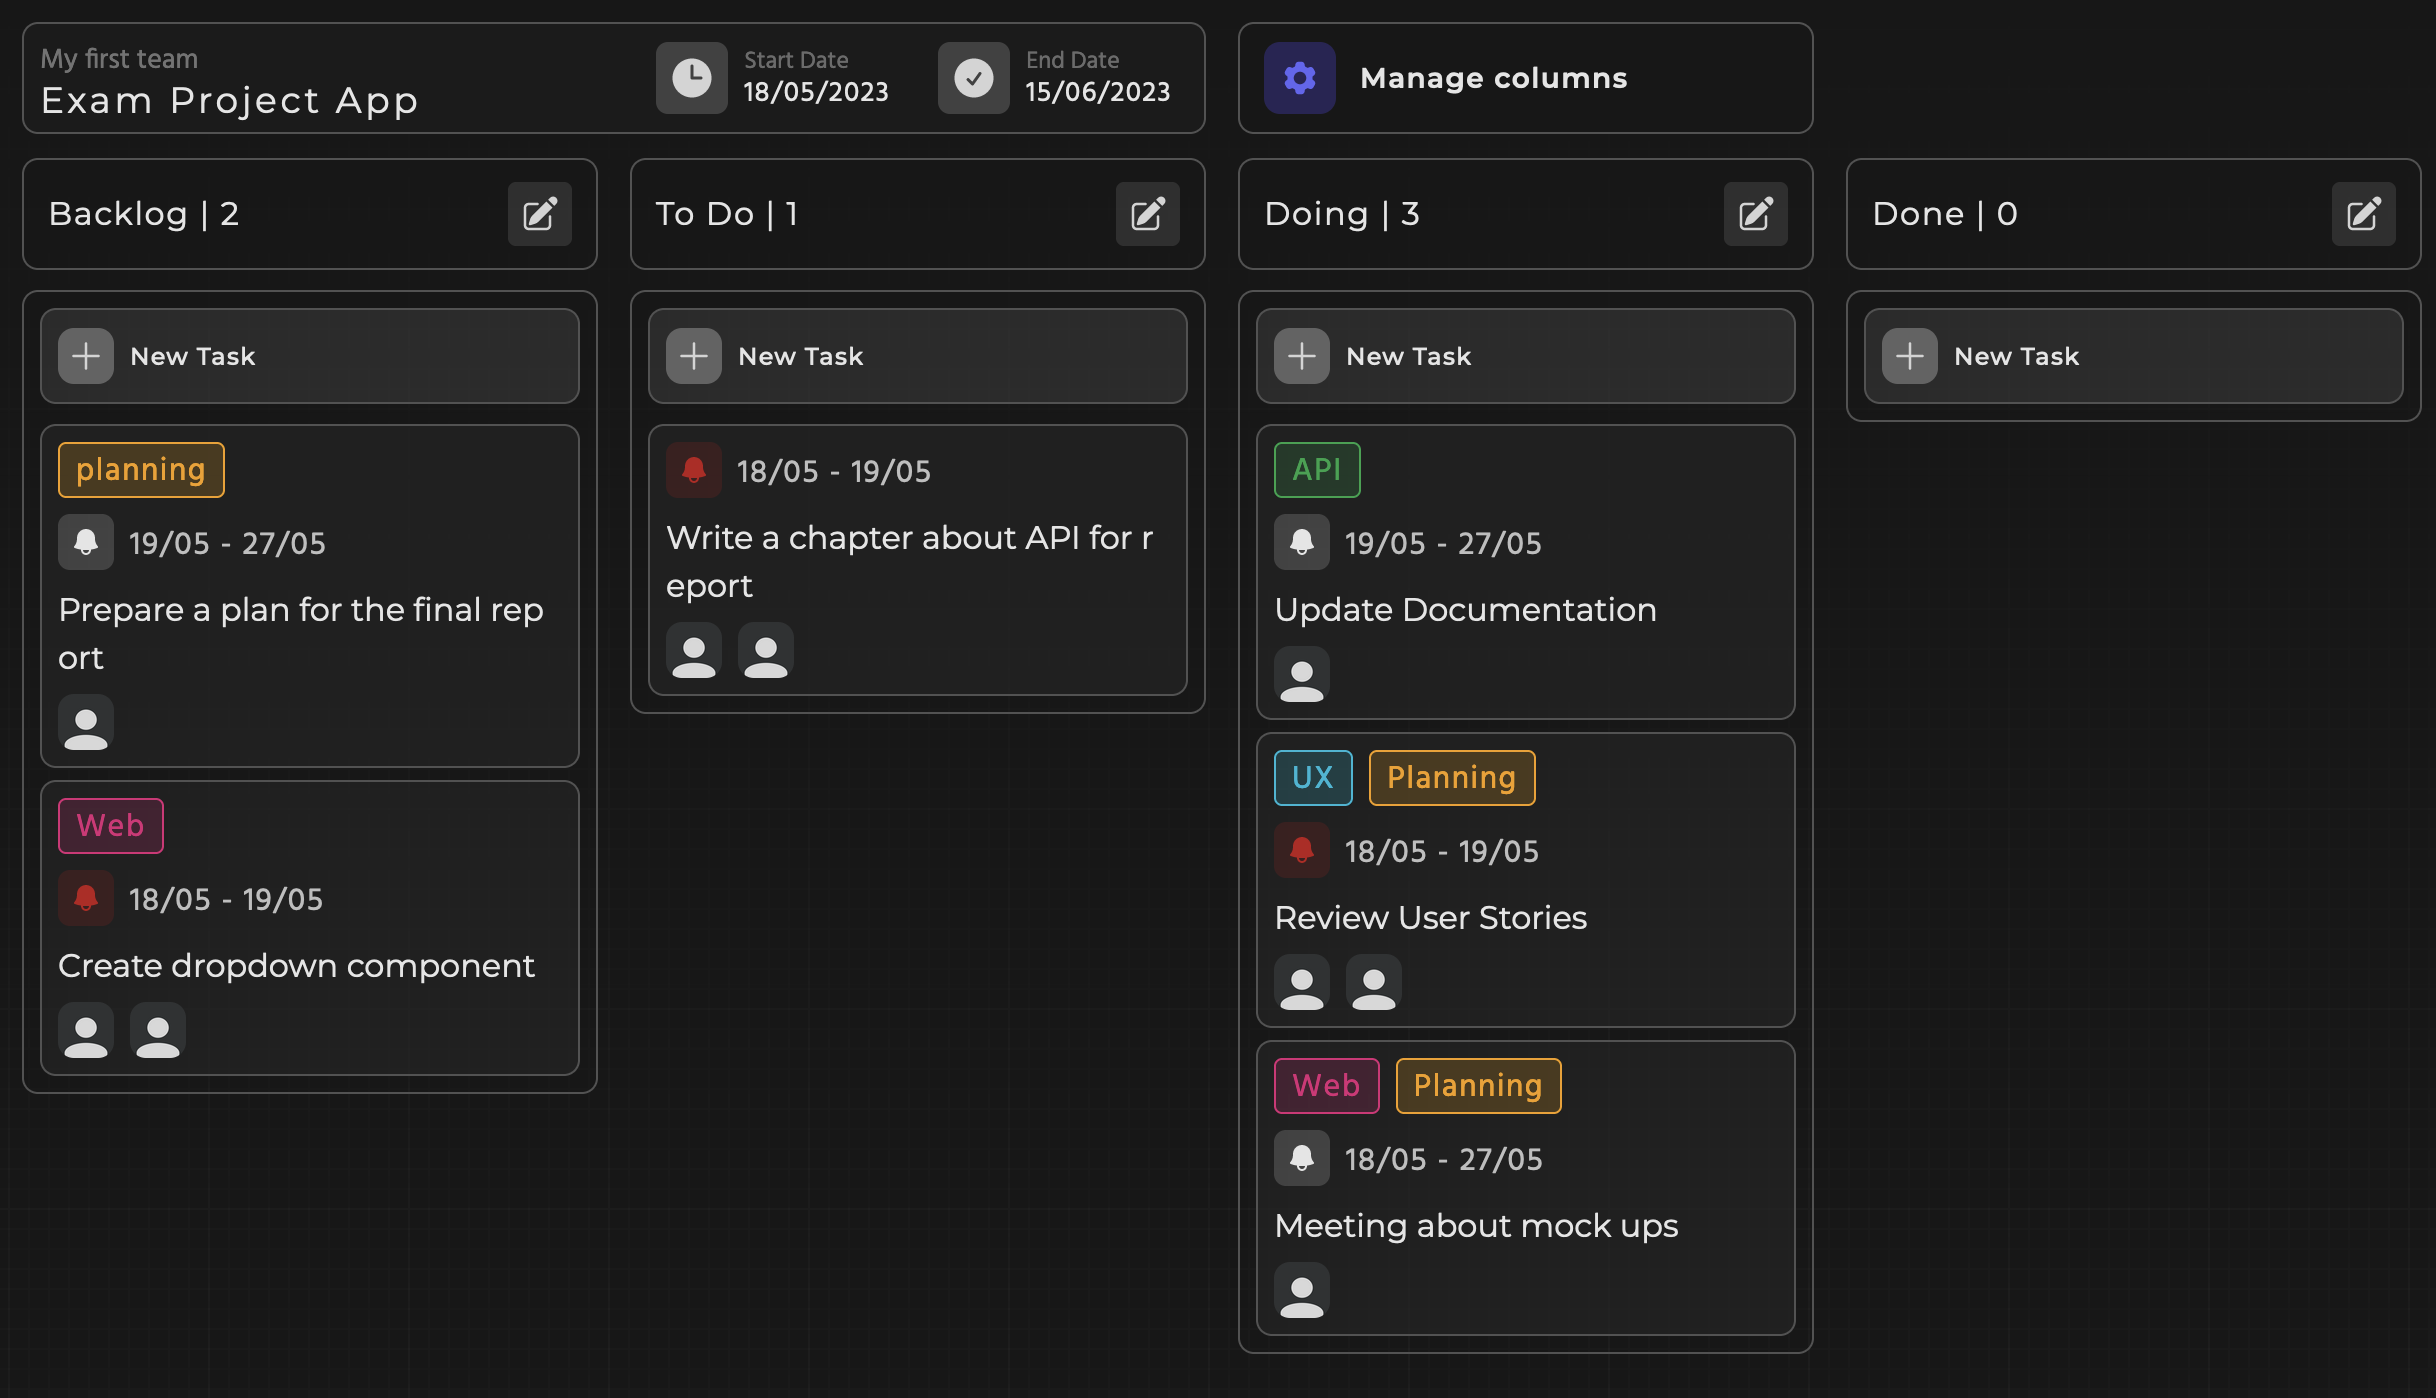 My first team
Exam Project App
Start Date
18/05/2023
End Date
15/06/2023
Manage columns
Backlog | 2
To Do | 1
Doing | 3
Done | 0
New Task
planning
19/05 - 27/05
Prepare a plan for the final rep
ort
Web
18/05 - 19/05
Create dropdown component
New Task
18/05 - 19/05
Write a chapter about API for r
eport
New Task
API
19/05 - 27/05
Update Documentation
UX Planning
18/05 - 19/05
Review User Stories
Web Planning
18/05 - 27/05
Meeting about mock ups
New Task